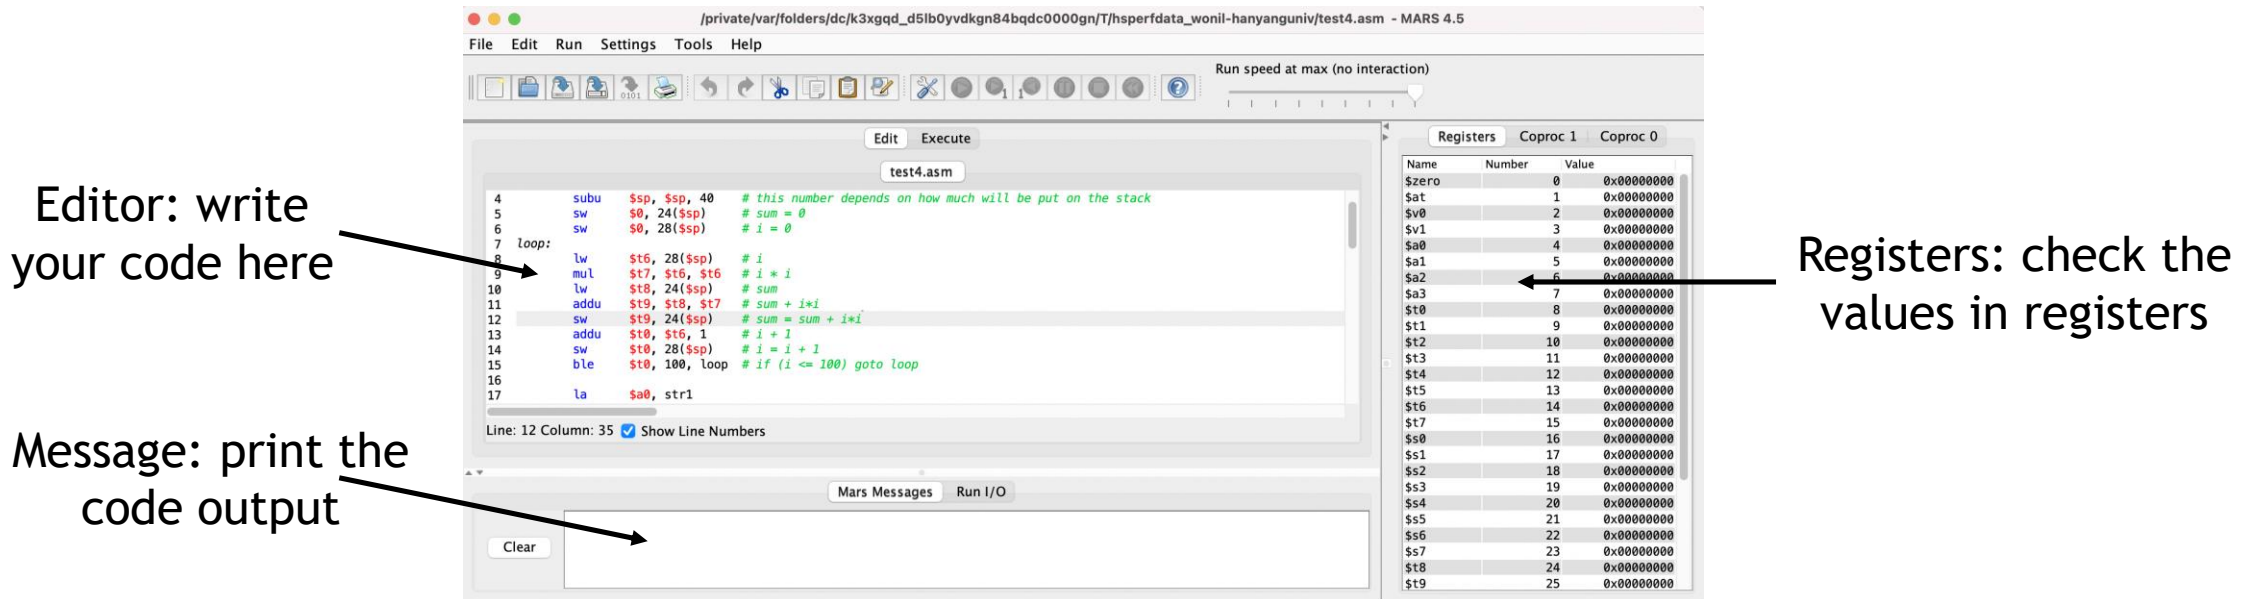 /private/var/folders/dc/k3xgqd_d5lb0yvdkgn84bqdc0000gn/T/hsperfdata_wonil-hanyanguniv/test4.asm - MARS 4.5
File Edit Run Settings Tools Help
Run speed at max (no interaction)
Edit Execute
test4.asm
4 subu $sp, $sp, 40 # this number depends on how much will be put on the stack
5 sw $0, 24($sp) # sum = 0
6 sw $0, 28($sp) # i = 0
7 loop:
8 lw $t6, 28($sp) # i
9 mul $t7, $t6, $t6 # i * i
10 lw $t8, 24($sp) # sum
11 addu $t9, $t8, $t7 # sum + i*i
12 sw $t9, 24($sp) # sum = sum + i*i
13 addu $t0, $t6, 1 # i + 1
14 sw $t0, 28($sp) # i = i + 1
15 ble $t0, 100, loop # if (i <= 100) goto loop
16
17 la $a0, str1
Line: 12 Column: 35 Show Line Numbers
Mars Messages Run I/O
Clear
Registers Coproc 1 Coproc 0
Name Number Value
$zero 0 0x00000000
$at 1 0x00000000
$v0 2 0x00000000
$v1 3 0x00000000
$a0 4 0x00000000
$a1 5 0x00000000
$a2 6 0x00000000
$a3 7 0x00000000
$t0 8 0x00000000
$t1 9 0x00000000
$t2 10 0x00000000
$t3 11 0x00000000
$t4 12 0x00000000
$t5 13 0x00000000
$t6 14 0x00000000
$t7 15 0x00000000
$s0 16 0x00000000
$s1 17 0x00000000
$s2 18 0x00000000
$s3 19 0x00000000
$s4 20 0x00000000
$s5 21 0x00000000
$s6 22 0x00000000
$s7 23 0x00000000
$t8 24 0x00000000
$t9 25 0x00000000
Editor: write
your code here
Message: print the
code output
Registers: check the
values in registers